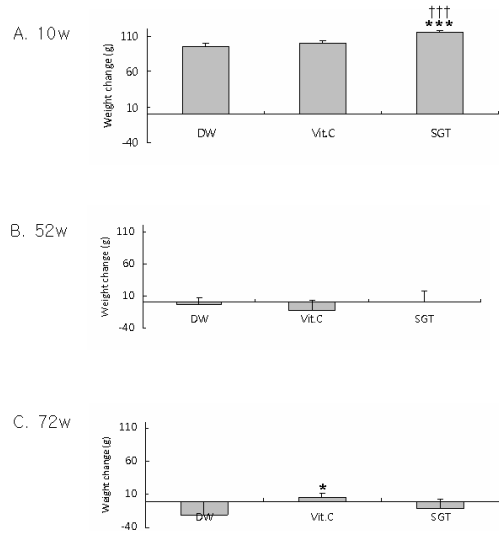 A. 10w
†††
***
Weight change (g)
110
60
10
-40
DW Vit.C SGT
B. 52w
Weight change (g)
110
60
10
-40
DW Vit.C SGT
C. 72w
Weight change (g)
110
60
10
-40
*
DW Vit.C SGT